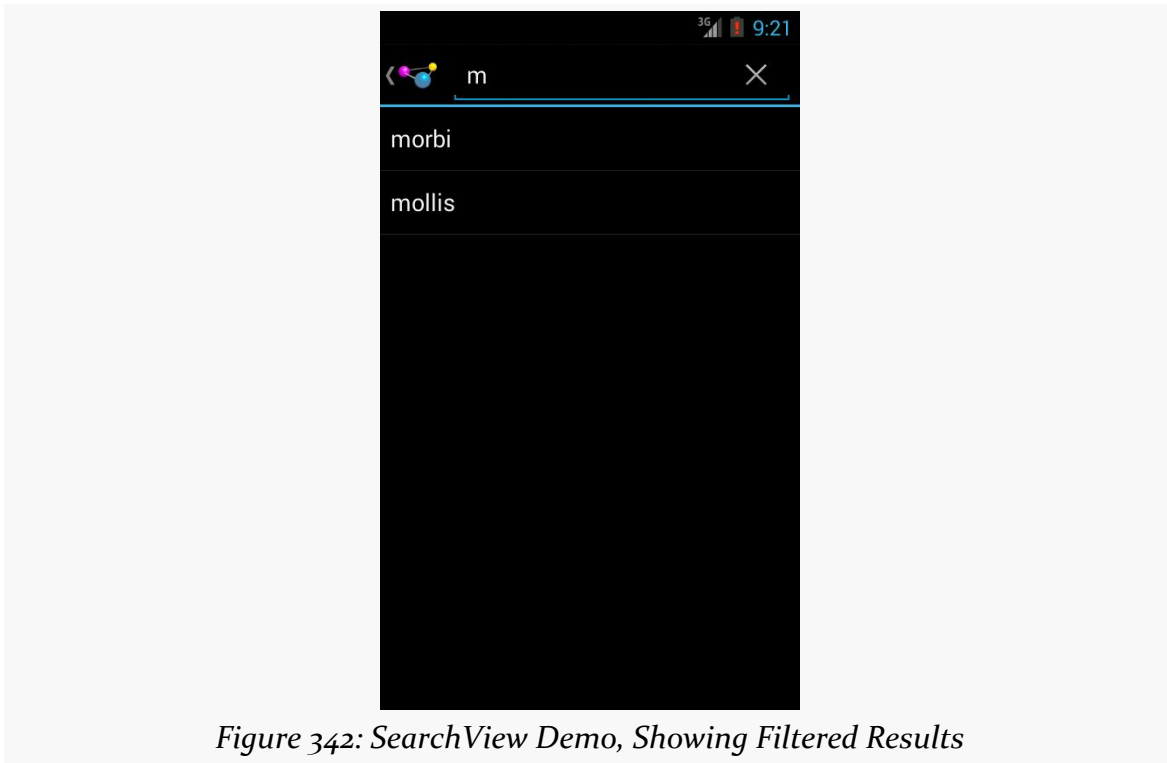 3G 9:21
m
morbi
mollis
Figure 342: SearchView Demo, Showing Filtered Results